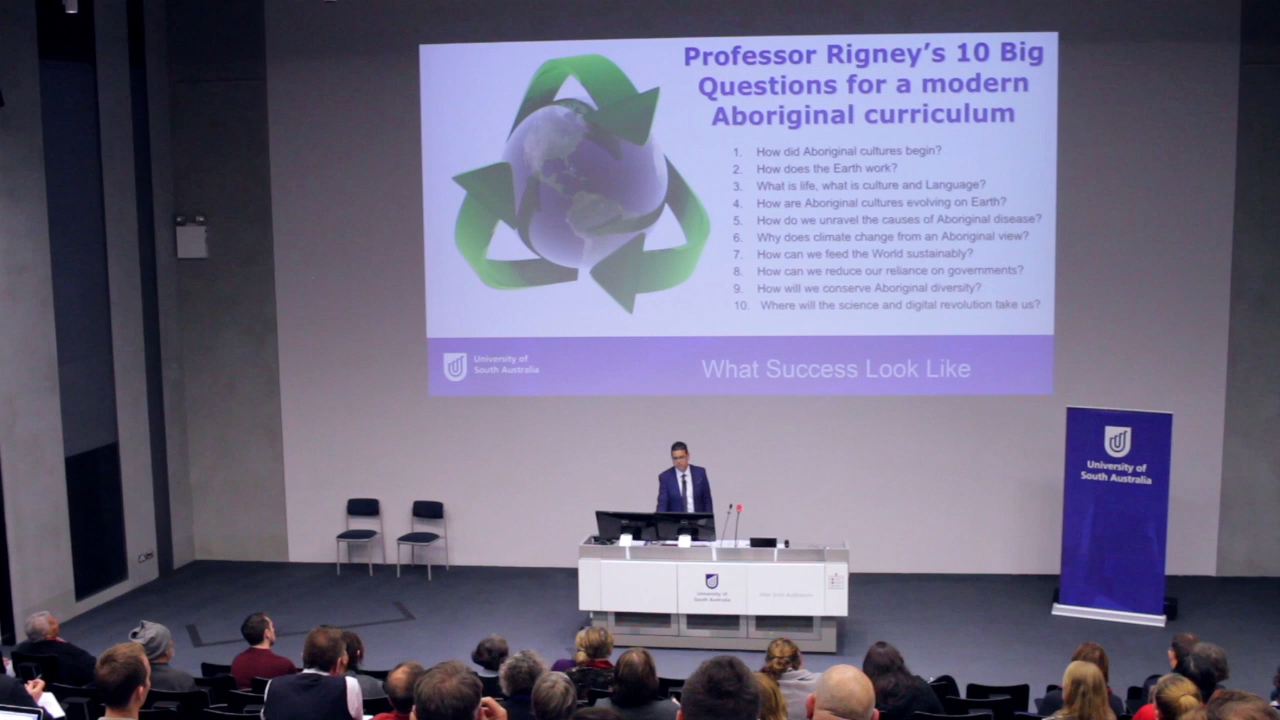 Professor Rigney's 10 Big
Questions for a modern
Aboriginal curriculum
1. How did Aboriginal cultures begin?
2. How does the Earth work?
3. What is life, what is culture and Language?
4. How are Aboriginal cultures evolving on Earth?
5. How do we unravel the causes of Aboriginal disease?
6. Why does climate change from an Aboriginal view?
7. How can we feed the World sustainably?
8. How can we reduce our reliance on governments?
9. How will we conserve Aboriginal diversity?
10. Where will the science and digital revolution take us?
University of
South Australia
What Success Look Like
University of
South Australia
University of
South Australia